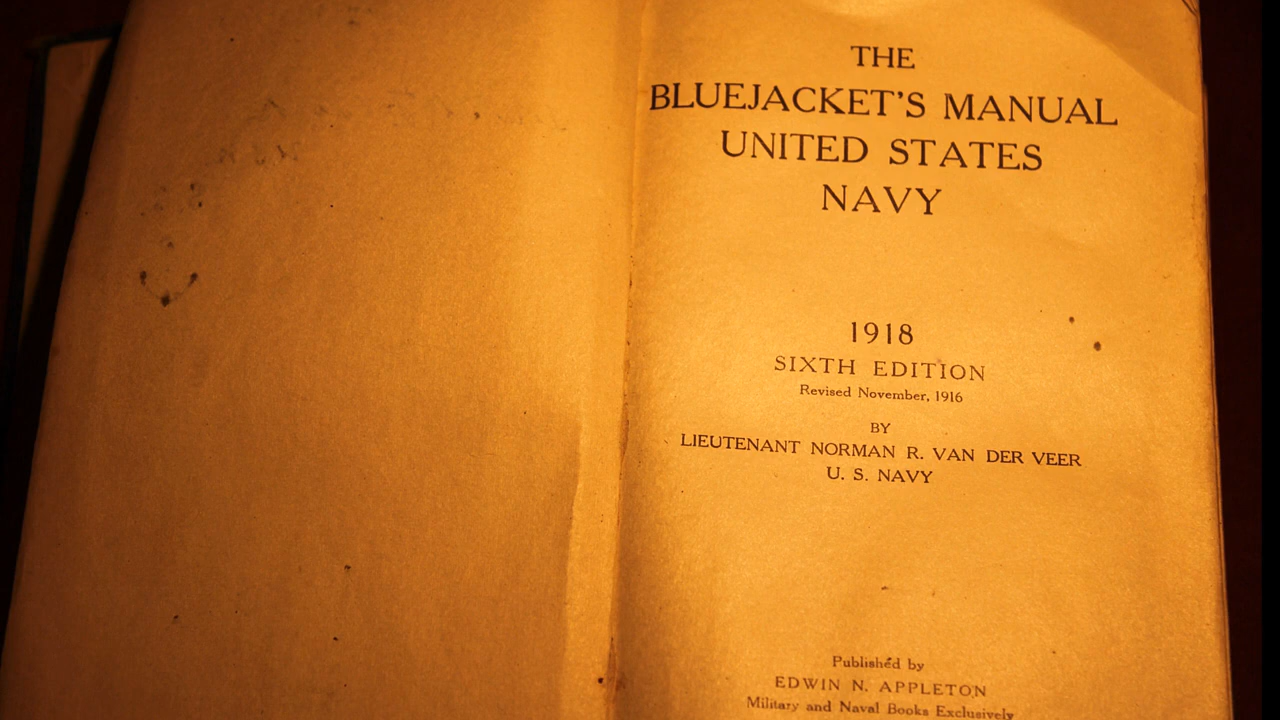 THE
BLUEJACKET'S MANUAL
UNITED STATES
NAVY
1918
SIXTH EDITION
Revised November, 1916
BY
LIEUTENANT NORMAN R. VAN DER VEER
U. S. NAVY
Published by
EDWIN N. APPLETON
Military and Naval Books Exclusively